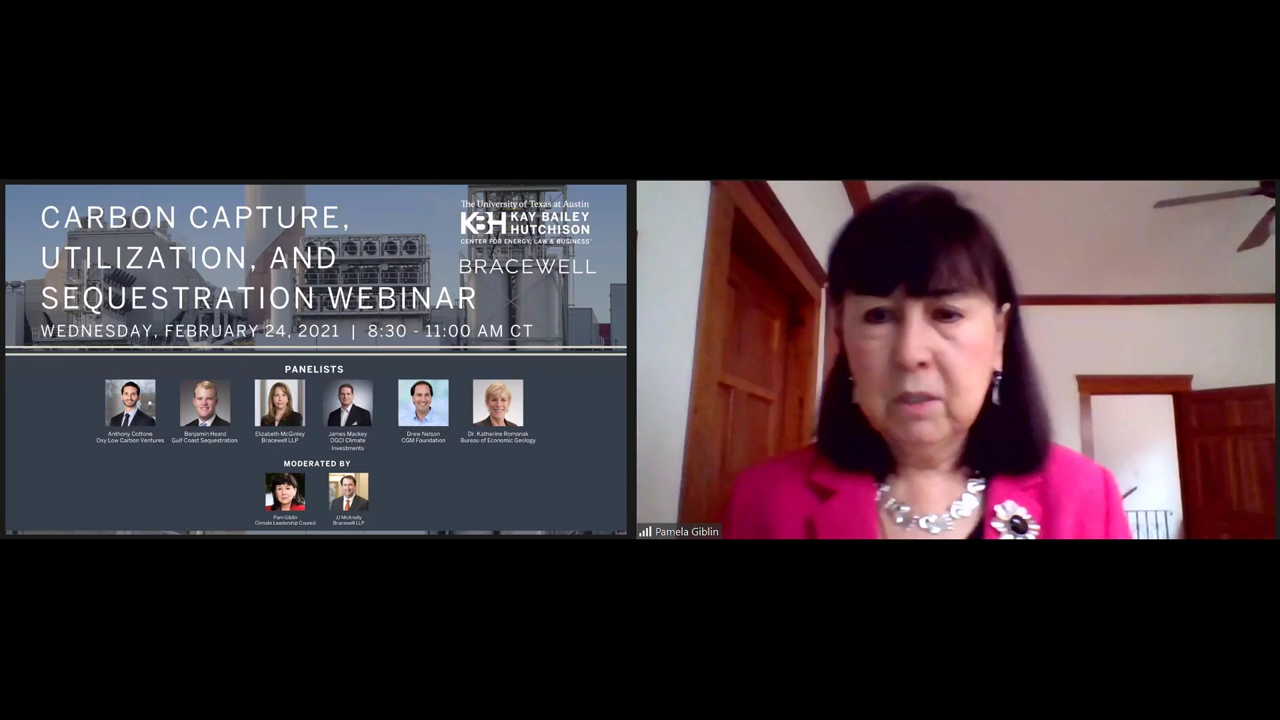 CARBON CAPTURE,
UTILIZATION, AND
SEQUESTRATION WEBINAR
WEDNESDAY, FEBRUARY 24, 2021 | 8:30 - 11:00 AM CT
The University of Texas at Austin
KBH KAY BAILEY
HUTCHISON
CENTER FOR ENERGY, LAW & BUSINESS
BRACEWELL
PANELISTS
Anthony Cottone
Oxy Low Carbon Ventures
Benjamin Heard
Gulf Coast Sequestration
Elizabeth McGinley
Bracewell LLP
James Mackey
OGCI Climate
Investments
Drew Nelson
CGM Foundation
Dr. Katherine Romanak
Bureau of Economic Geology
MODERATED BY
Pam Giblin
Climate Leadership Council
JJ McAnelly
Bracewell LLP
Pamela Giblin